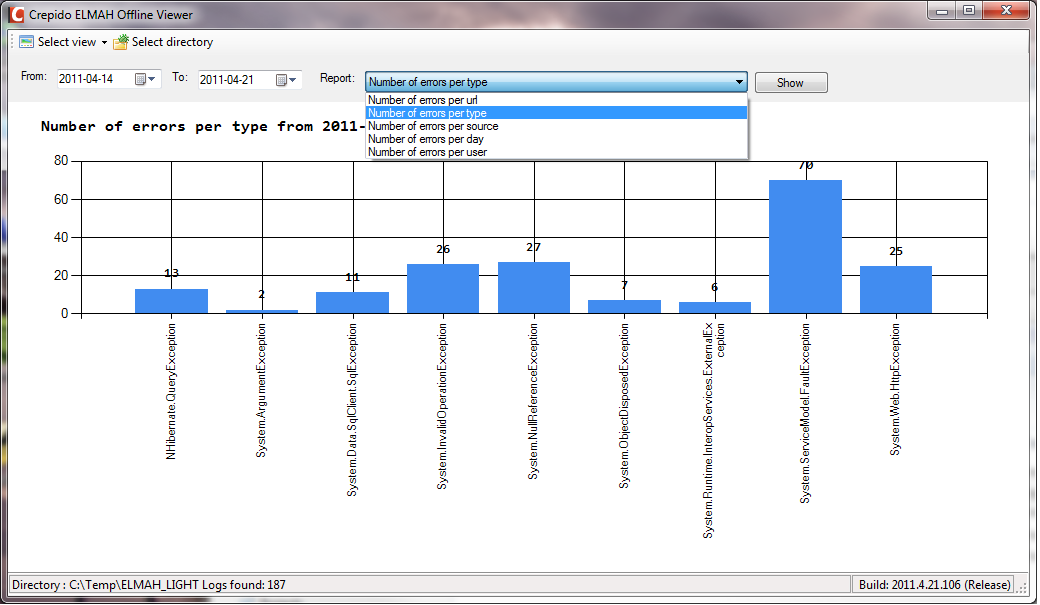 Crepido ELMAH Offline Viewer
Select view Select directory
From: 2011-04-14 To: 2011-04-21 Report: Number of errors per type Show
Number of errors per url
Number of errors per type
Number of errors per source
Number of errors per day
Number of errors per user
Number of errors per type from 2011-
80
60
40
20
0
13
2
11
26
27
7
6
70
25
NHibernate.QueryException
System.ArgumentException
System.Data.SqlClient.SqlException
System.InvalidOperationException
System.NullReferenceException
System.ObjectDisposedException
System.Runtime.InteropServices.ExternalEx
ception
System.ServiceModel.FaultException
System.Web.HttpException
Directory : C:\Temp\ELMAH_LIGHT Logs found: 187
Build: 2011.4.21.106 (Release)